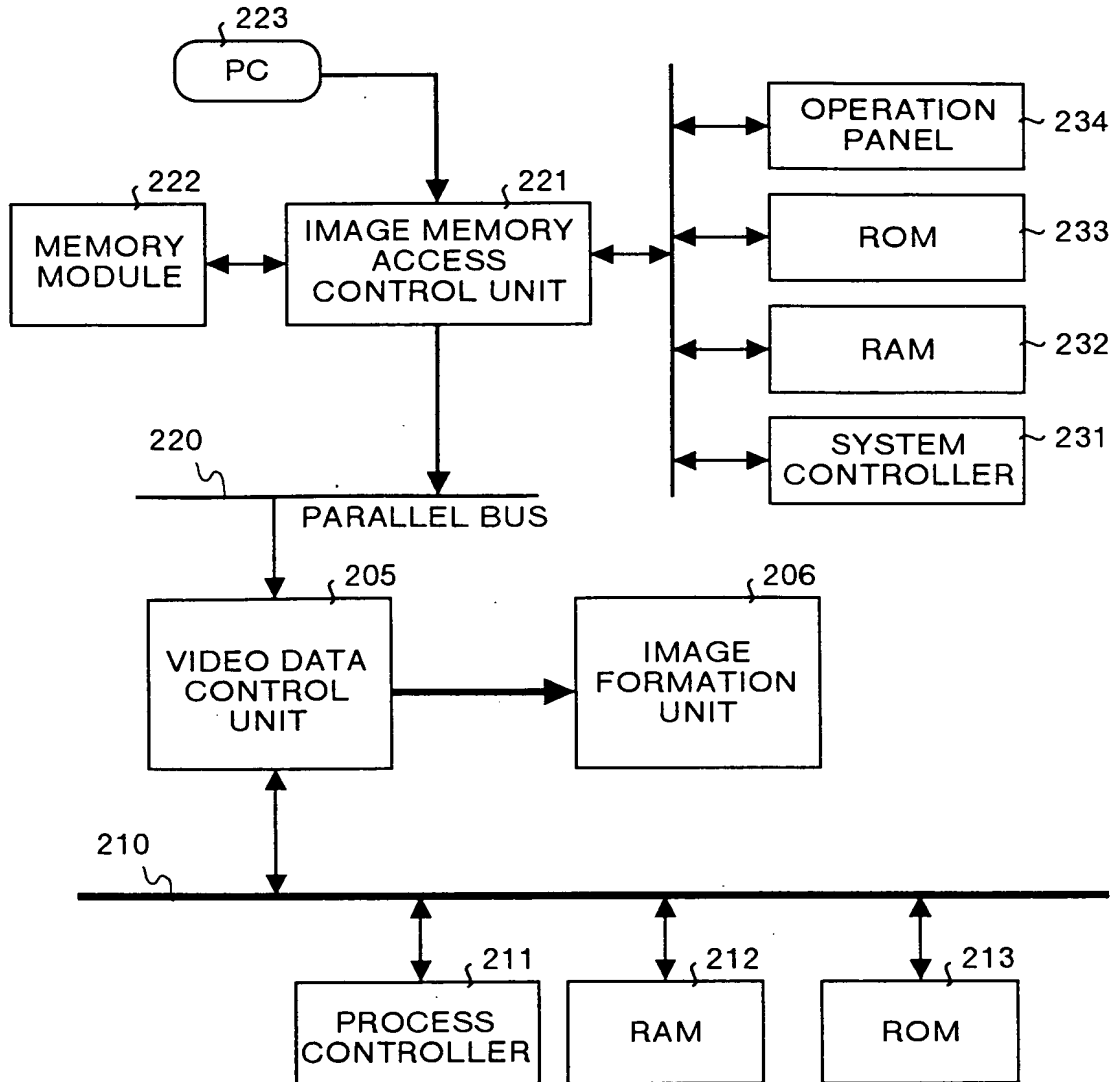 223
PC
OPERATION
PANEL
234
222
221
MEMORY
MODULE
IMAGE MEMORY
ACCESS
CONTROL UNIT
ROM
233
RAM
232
SYSTEM
CONTROLLER
231
220
PARALLEL BUS
205
206
VIDEO DATA
CONTROL
UNIT
IMAGE
FORMATION
UNIT
210
211
212
213
PROCESS
CONTROLLER
RAM
ROM